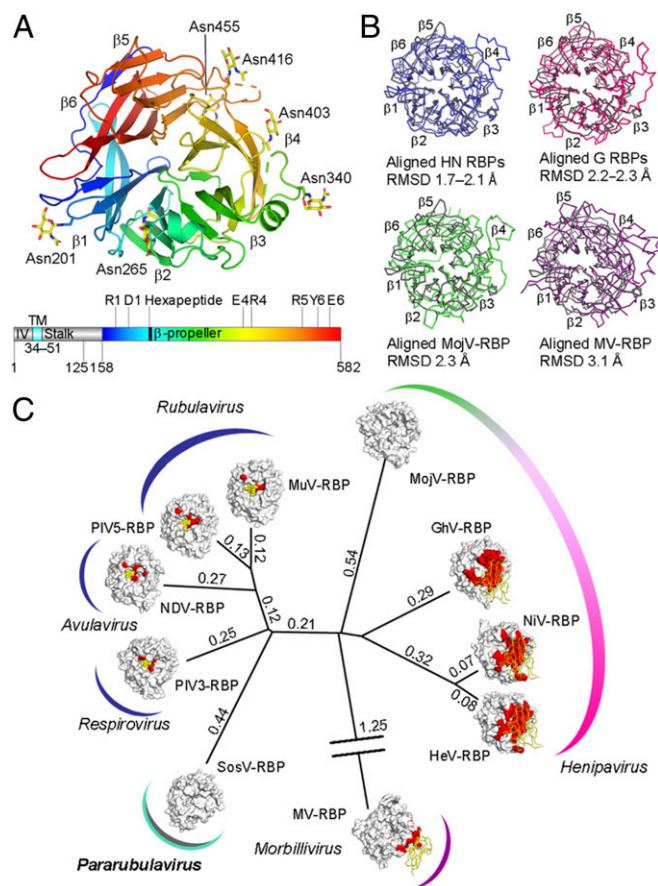 A
Asn455
β5
Asn416
β6
Asn403
β4
Asn340
β1
β3
Asn201
Asn265
β2
R1 D1 Hexapeptide E4R4 R5Y6 E6
TM
IV Stalk β-propeller
34–51
1 125 158 582
B
β5
β6
β4
β1
β3
β2
Aligned HN RBPs
RMSD 1.7–2.1 Å
β5
β6
β4
β1
β3
β2
Aligned G RBPs
RMSD 2.2–2.3 Å
β5
β6
β4
β1
β3
β2
Aligned MojV-RBP
RMSD 2.3 Å
β5
β6
β4
β1
β3
β2
Aligned MV-RBP
RMSD 3.1 Å
C
Rubulavirus
MuV-RBP
MojV-RBP
PIV5-RBP
GhV-RBP
0.13
0.12
0.54
0.27
NDV-RBP
0.12
0.29
NiV-RBP
Avulavirus
0.21
0.25
0.32
0.07
PIV3-RBP
0.08
Respirovirus
0.44
1.25
HeV-RBP
SosV-RBP
Henipavirus
MV-RBP
Morbillivirus
Pararubulavirus